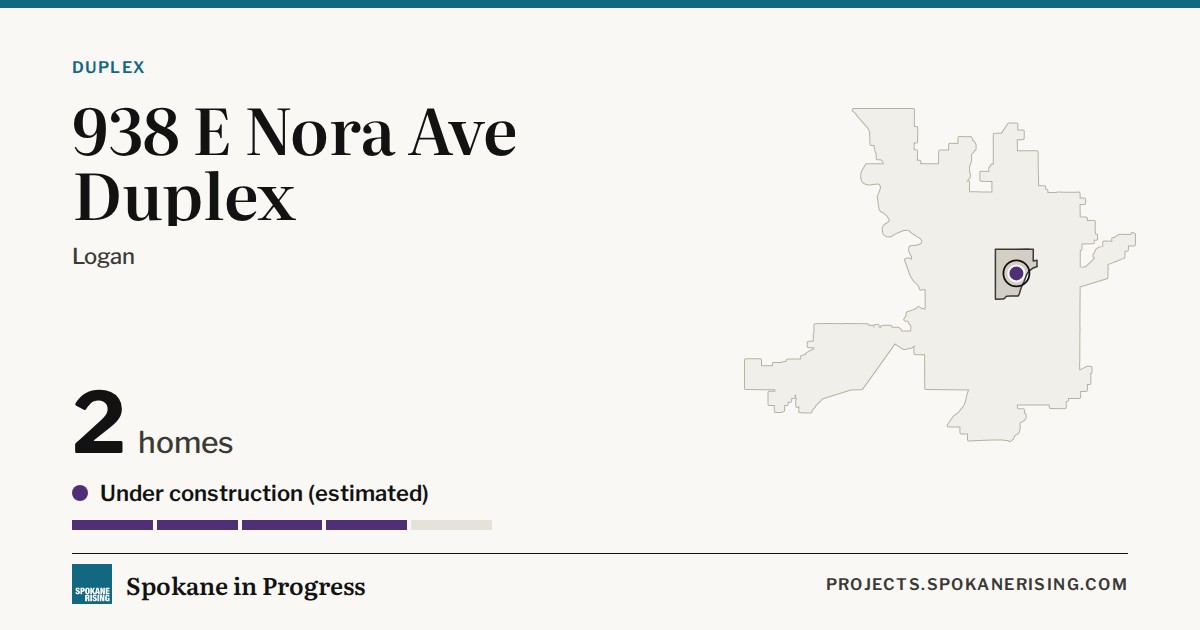 DUPLEX
938 E Nora Ave
Duplex
Logan
2 homes
Under construction (estimated)
SPOKANE
RISING
Spokane in Progress
PROJECTS.SPOKANERISING.COM